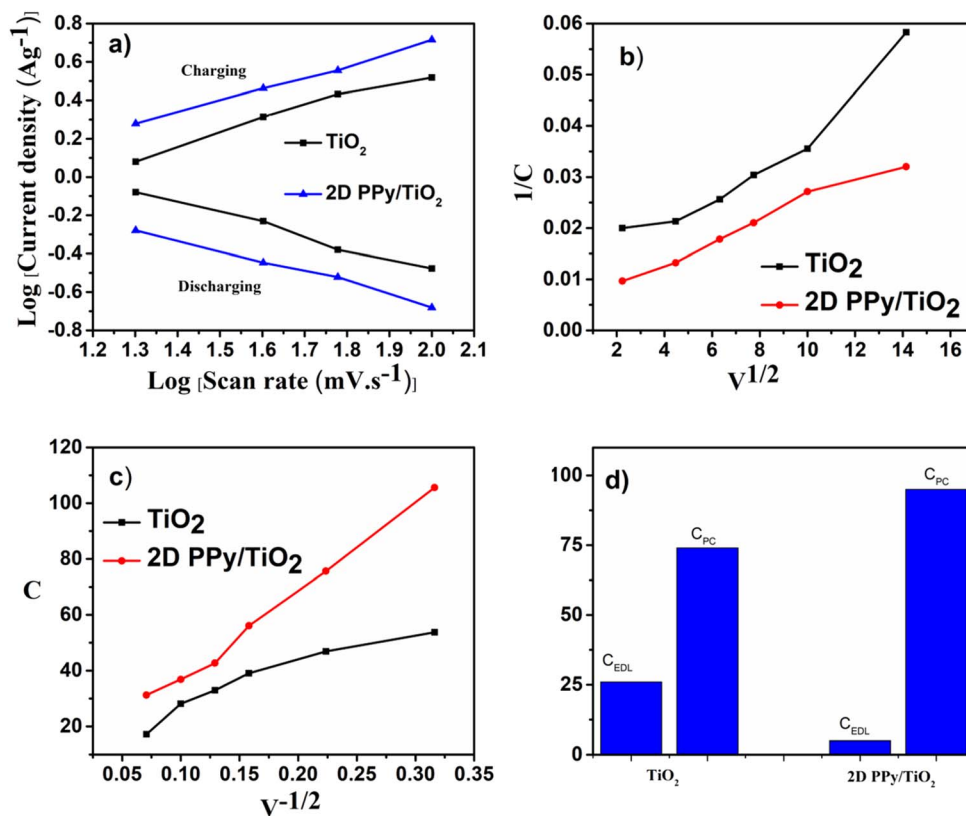 a)
Log [Current density (Ag⁻¹)]
0.8
0.6
0.4
0.2
0.0
-0.2
-0.4
-0.6
-0.8
Charging
TiO₂
2D PPy/TiO₂
Discharging
1.2 1.3 1.4 1.5 1.6 1.7 1.8 1.9 2.0 2.1
Log [Scan rate (mV.s⁻¹)]
b)
1/C
0.06
0.05
0.04
0.03
0.02
0.01
0.00
TiO₂
2D PPy/TiO₂
2 4 6 8 10 12 14 16
V1/2
c)
C
120
100
80
60
40
20
TiO₂
2D PPy/TiO₂
0.05 0.10 0.15 0.20 0.25 0.30 0.35
V-1/2
d)
100
75
50
25
0
C_EDL
C_PC
C_EDL
C_PC
TiO₂
2D PPy/TiO₂